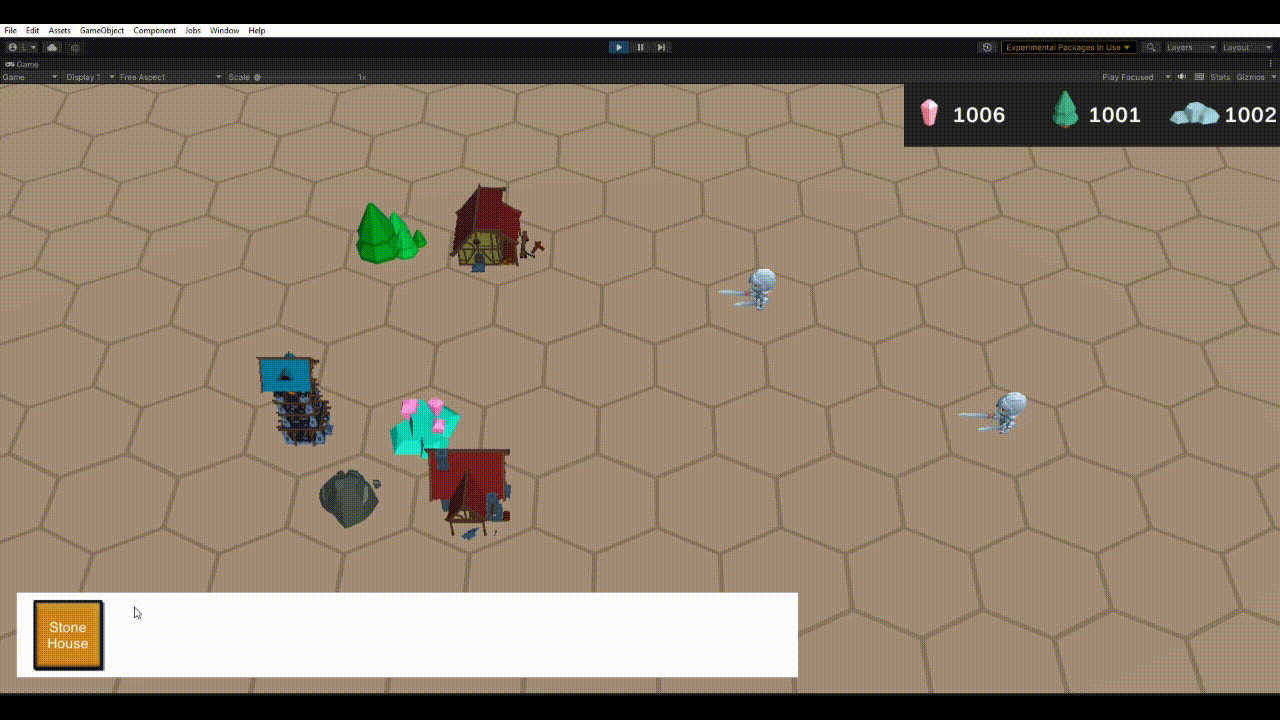 File Edit Assets GameObject Component Jobs Window Help
Experimental Packages In Use Layers Layout
Game
Game Display 1 Free Aspect Scale 1x Play Focused Stats Gizmos
1006 1001 1002
Stone
House